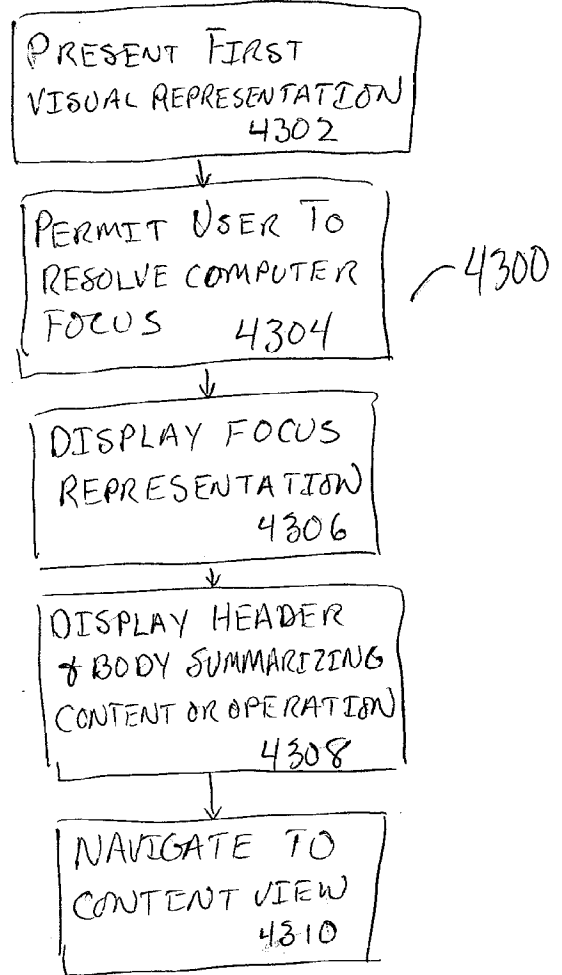 PRESENT FIRST
VISUAL REPRESENTATION
4302
PERMIT USER TO
RESOLVE COMPUTER
FOCUS 4304
4300
DISPLAY FOCUS
REPRESENTATION
4306
DISPLAY HEADER
& BODY SUMMARIZING
CONTENT OR OPERATION
4308
NAVIGATE TO
CONTENT VIEW
4310